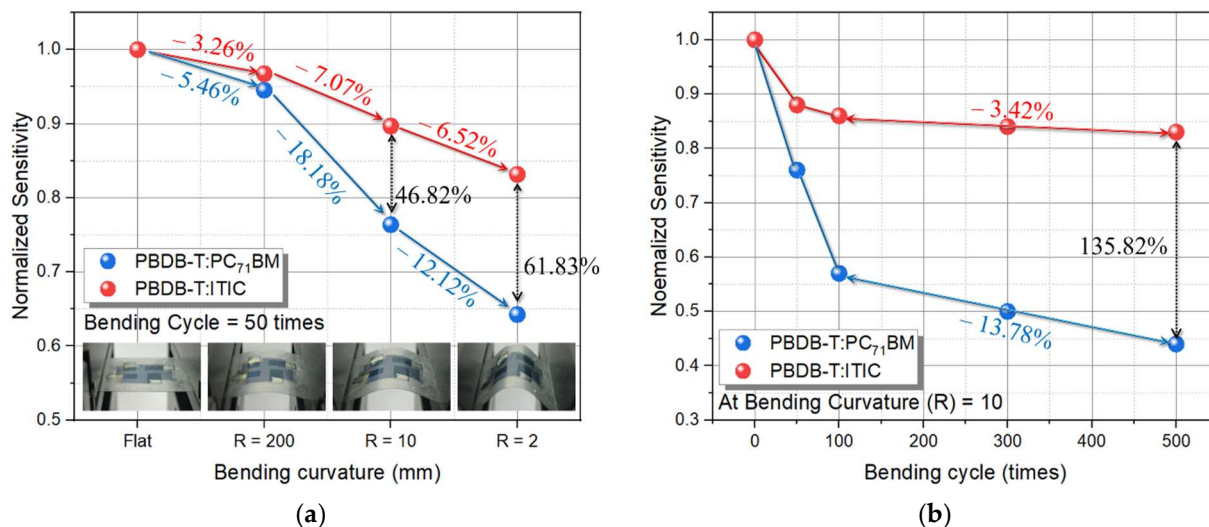 1.0
0.9
0.8
0.7
0.6
0.5
Normalized Sensitivity
− 3.26%
− 5.46%
− 7.07%
− 18.18%
− 6.52%
46.82%
− 12.12%
61.83%
PBDB-T:PC₇₁BM
PBDB-T:ITIC
Bending Cycle = 50 times
Flat
R = 200
R = 10
R = 2
Bending curvature (mm)
(a)
1.0
0.9
0.8
0.7
0.6
0.5
0.4
0.3
Noemalizd Sensitivity
− 3.42%
135.82%
− 13.78%
PBDB-T:PC₇₁BM
PBDB-T:ITIC
At Bending Curvature (R) = 10
0
100
200
300
400
500
Bending cycle (times)
(b)